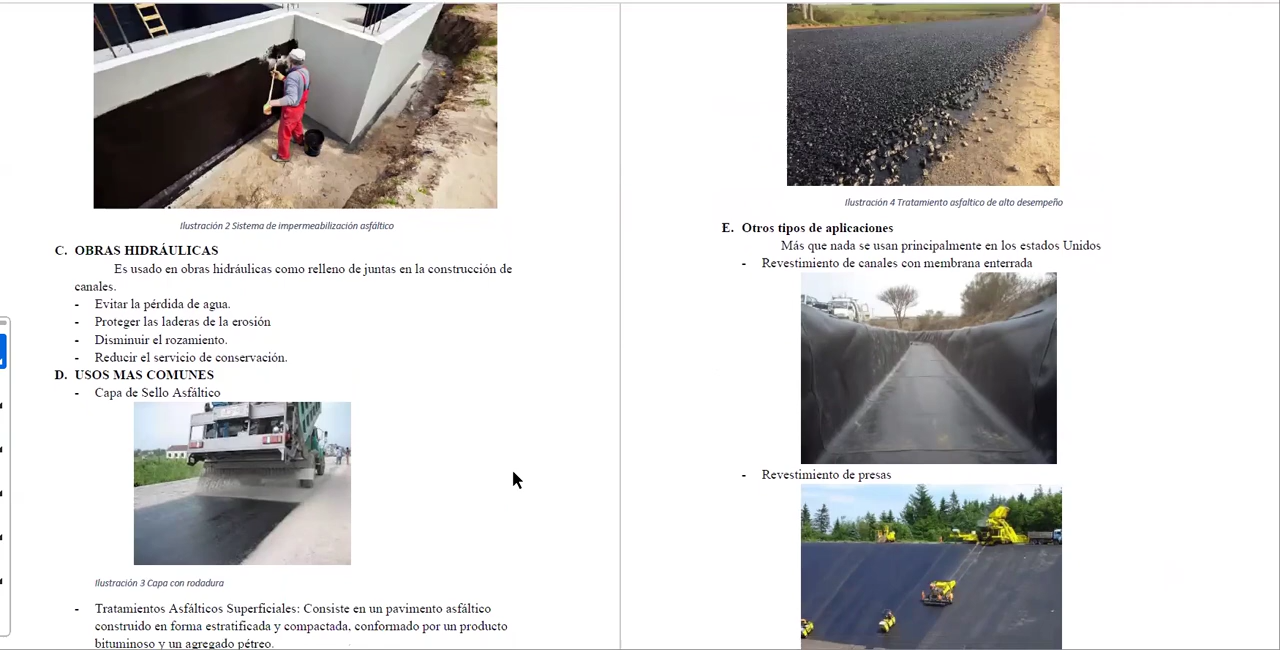 Ilustración 2 Sistema de impermeabilización asfáltico
C. OBRAS HIDRÁULICAS
Es usado en obras hidráulicas como relleno de juntas en la construcción de
canales.
- Evitar la pérdida de agua.
- Proteger las laderas de la erosión
- Disminuir el rozamiento.
- Reducir el servicio de conservación.
D. USOS MAS COMUNES
- Capa de Sello Asfáltico
Ilustración 3 Capa con rodadura
- Tratamientos Asfálticos Superficiales: Consiste en un pavimento asfáltico
construido en forma estratificada y compactada, conformado por un producto
bituminoso y un agregado pétreo.
Ilustración 4 Tratamiento asfaltico de alto desempeño
E. Otros tipos de aplicaciones
Más que nada se usan principalmente en los estados Unidos
- Revestimiento de canales con membrana enterrada
- Revestimiento de presas